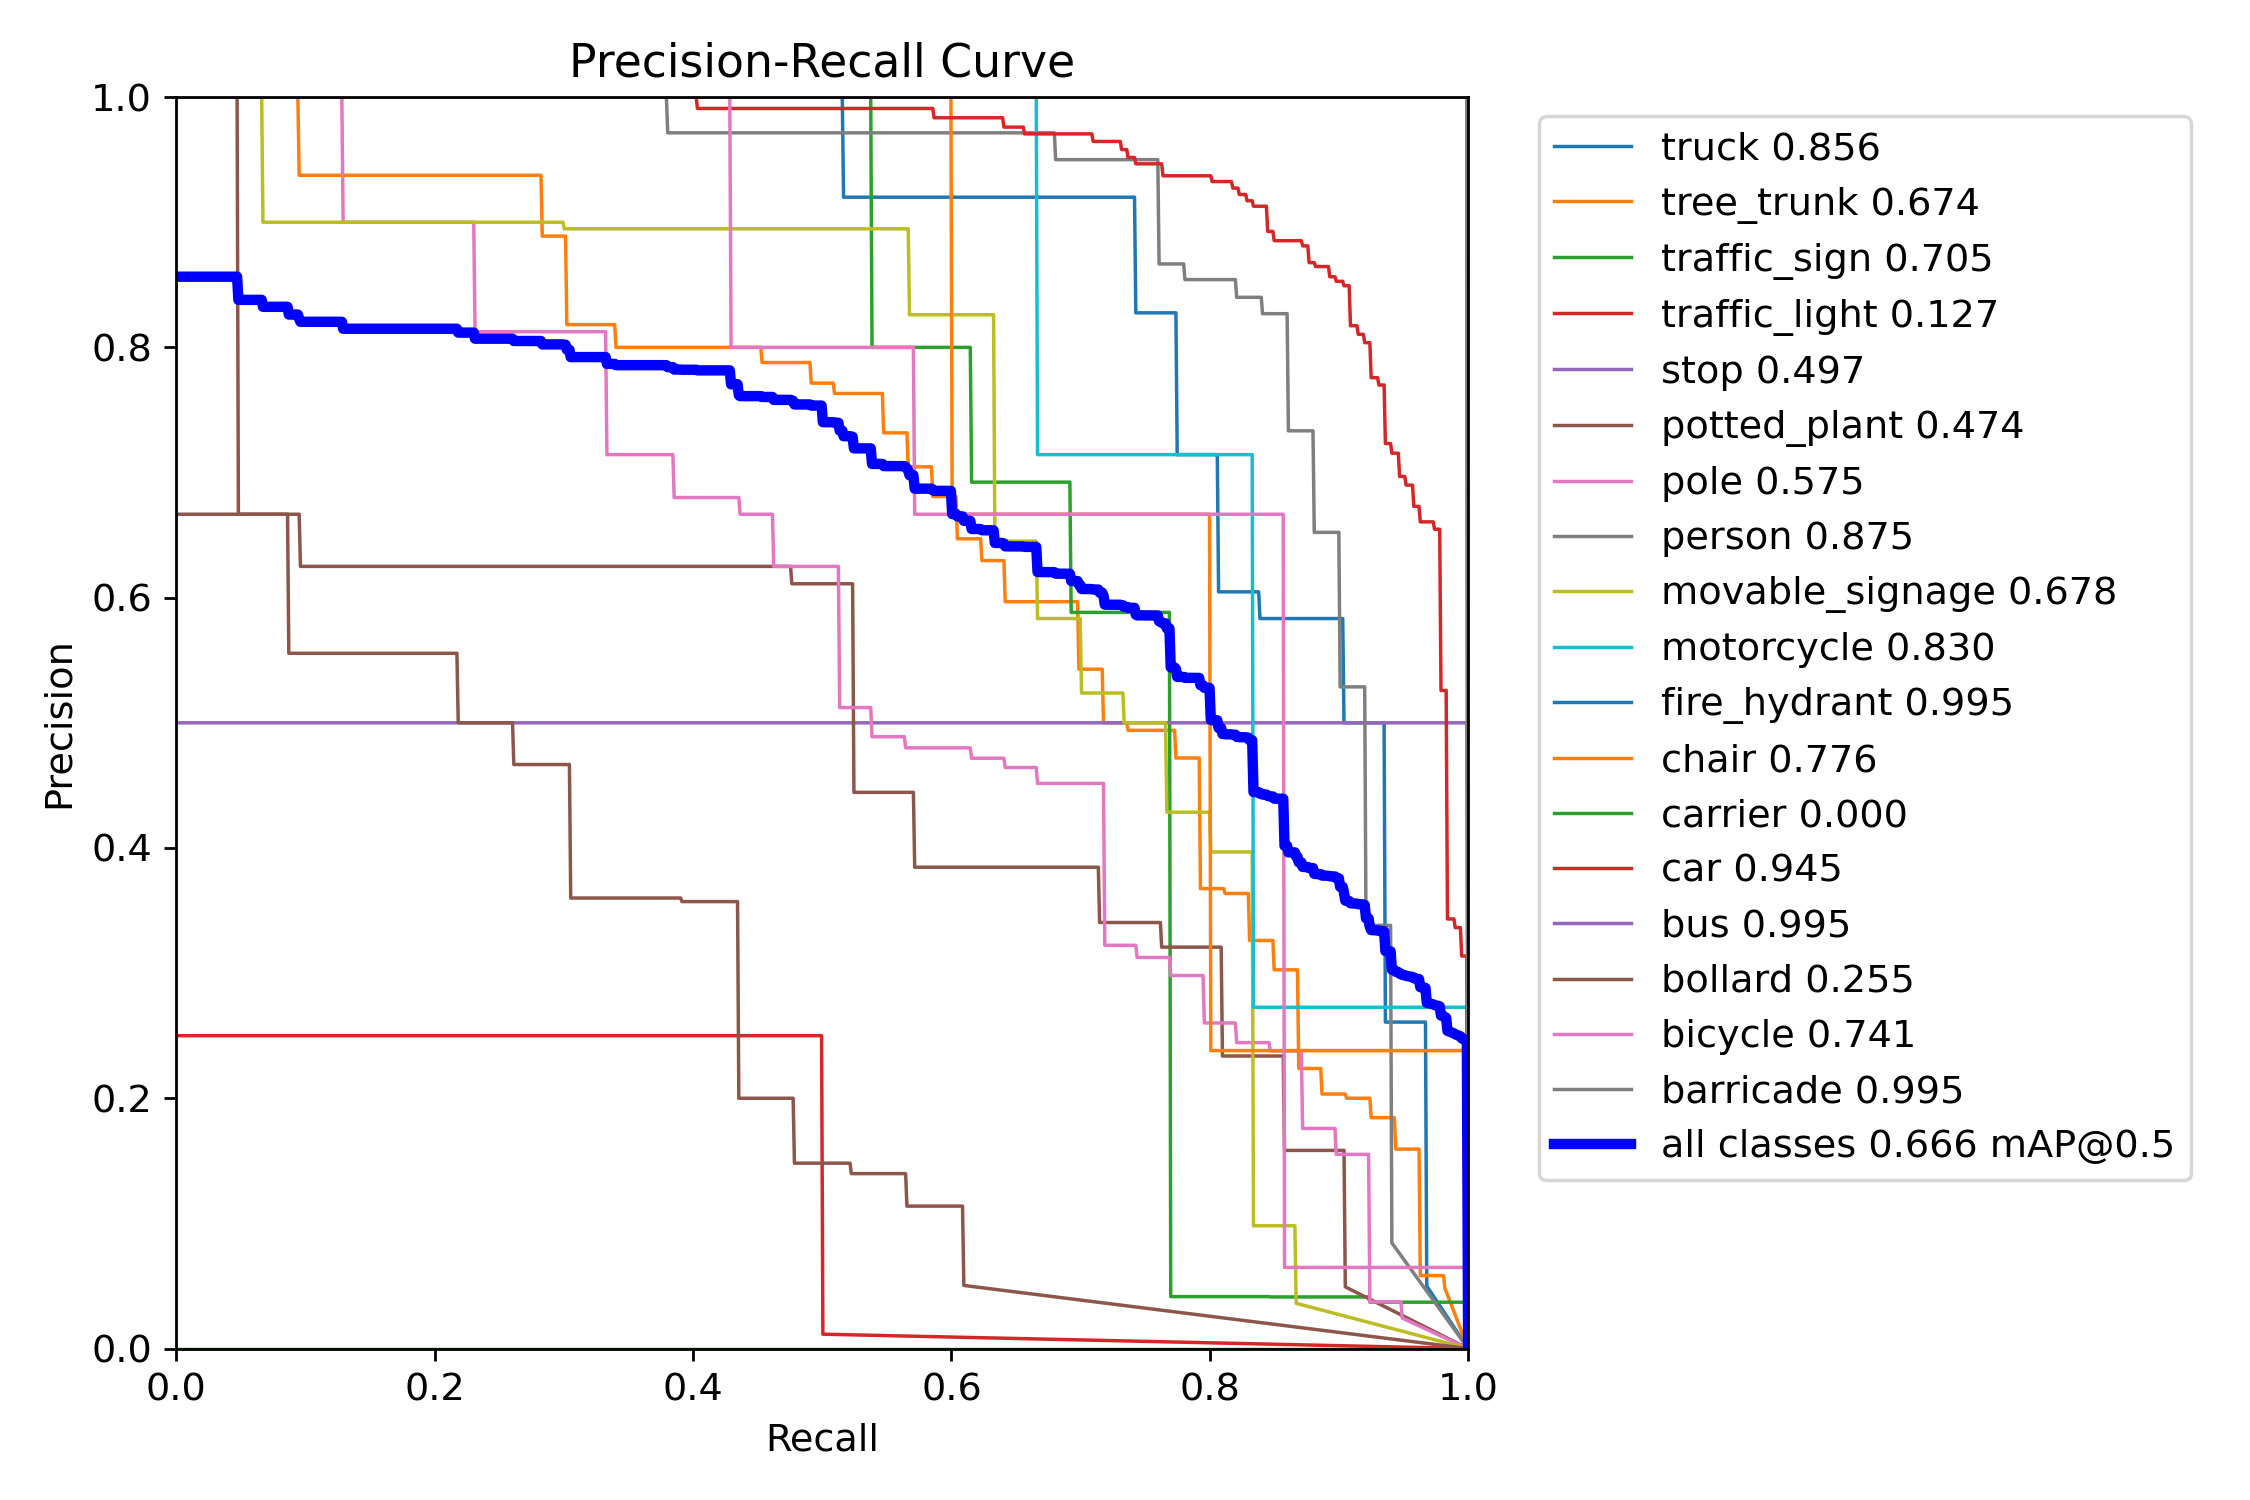 Precision-Recall Curve
1.0
0.8
0.6
0.4
0.2
0.0
Precision
0.0 0.2 0.4 0.6 0.8 1.0
Recall
truck 0.856
tree_trunk 0.674
traffic_sign 0.705
traffic_light 0.127
stop 0.497
potted_plant 0.474
pole 0.575
person 0.875
movable_signage 0.678
motorcycle 0.830
fire_hydrant 0.995
chair 0.776
carrier 0.000
car 0.945
bus 0.995
bollard 0.255
bicycle 0.741
barricade 0.995
all classes 0.666 mAP@0.5